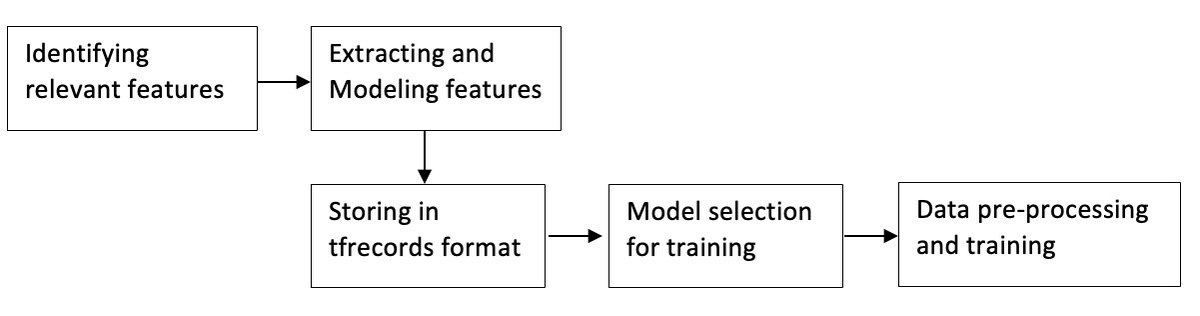 Identifying
relevant features
Extracting and
Modeling features
Storing in
tfrecords format
Model selection
for training
Data pre-processing
and training